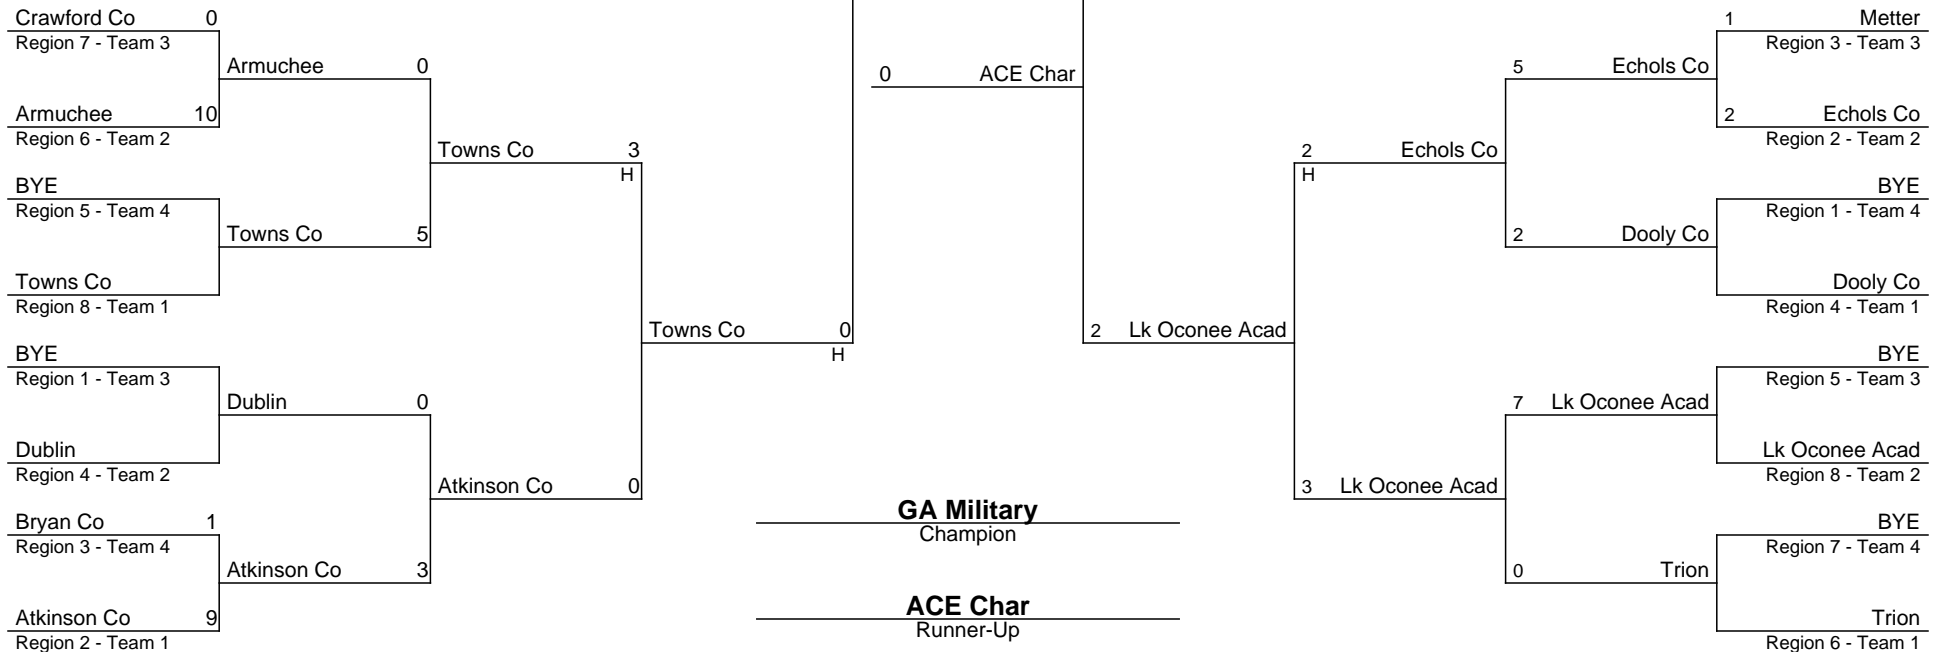 Crawford Co 0
Region 7 - Team 3
Armuchee 0
Armuchee 10
Region 6 - Team 2
Towns Co 3
H
BYE
Region 5 - Team 4
Towns Co 5
Towns Co
Region 8 - Team 1
Towns Co 0
H
BYE
Region 1 - Team 3
Dublin 0
Dublin
Region 4 - Team 2
Atkinson Co 0
Bryan Co 1
Region 3 - Team 4
Atkinson Co 3
Atkinson Co 9
Region 2 - Team 1
0 ACE Char
GA Military
Champion
ACE Char
Runner-Up
1 Metter
Region 3 - Team 3
5 Echols Co
2 Echols Co
Region 2 - Team 2
2 Echols Co
H
BYE
Region 1 - Team 4
2 Dooly Co
Dooly Co
Region 4 - Team 1
2 Lk Oconee Acad
BYE
Region 5 - Team 3
7 Lk Oconee Acad
Lk Oconee Acad
Region 8 - Team 2
3 Lk Oconee Acad
BYE
Region 7 - Team 4
0 Trion
Trion
Region 6 - Team 1